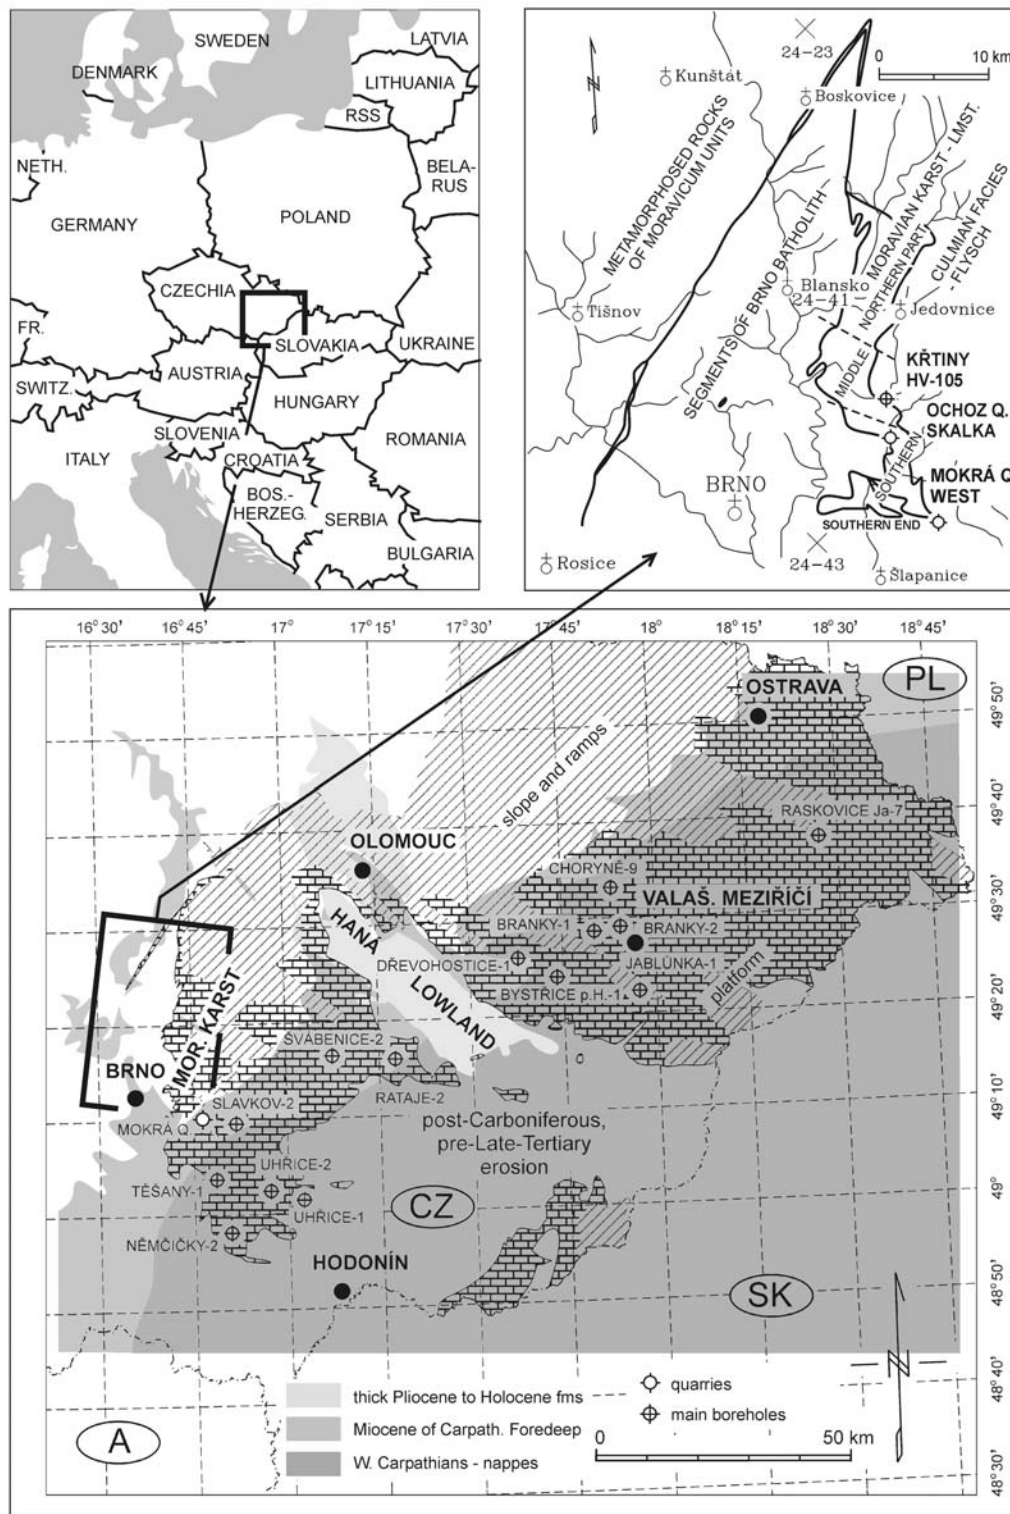 SWEDEN
LATVIA
DENMARK
LITHUANIA
RSS
NETH.
BELA-
RUS
GERMANY
POLAND
CZECHIA
FR.
SLOVAKIA
UKRAINE
SWITZ.
AUSTRIA
HUNGARY
SLOVENIA
ROMANIA
ITALY
CROATIA
BOS.-
HERZEG.
SERBIA
BULGARIA
24-23
0 10 km
N
Kunštát
Boskovice
METAMORPHOSED ROCKS
OF MORAVICUM UNITS
SEGMENTS OF BRNO BATHOLITH
MORAVIAN KARST - LMST.
NORTHERN PART
CULMIAN FACIES
- FLYSCH
Blansko
24-41
Jedovnice
Tišnov
MIDDLE
KŘTINY
HV-105
OCHOZ Q.
SKALKA
SOUTHERN
BRNO
MOKRÁ Q.
WEST
SOUTHERN END
24-43
Rosice
Šlapanice
16°30' 16°45' 17° 17°15' 17°30' 17°45' 18° 18°15' 18°30' 18°45'
PL
OSTRAVA
49°50'
slope and ramps
49°40'
RASKOVICE Ja-7
OLOMOUC
CHORYNĚ-9
49°30'
VALAŠ. MEZIŘÍČÍ
HANA
LOWLAND
BRANKY-1
BRANKY-2
DŘEVOHOSTICE-1
JABLŮNKA-1
platform
BYSTŘICE p.H.-1
49°20'
MOR. KARST
SVÁBENICE-2
BRNO
RATAJE-2
49°10'
SLAVKOV-2
MOKRÁ Q.
post-Carboniferous,
pre-Late-Tertiary
erosion
UHŘICE-2
TĚŠANY-1
49°
UHŘICE-1
CZ
NĚMČIČKY-2
HODONÍN
48°50'
SK
N
48°40'
thick Pliocene to Holocene fms
quarries
Miocene of Carpath. Foredeep
main boreholes
A
0 50 km
W. Carpathians - nappes
48°30'